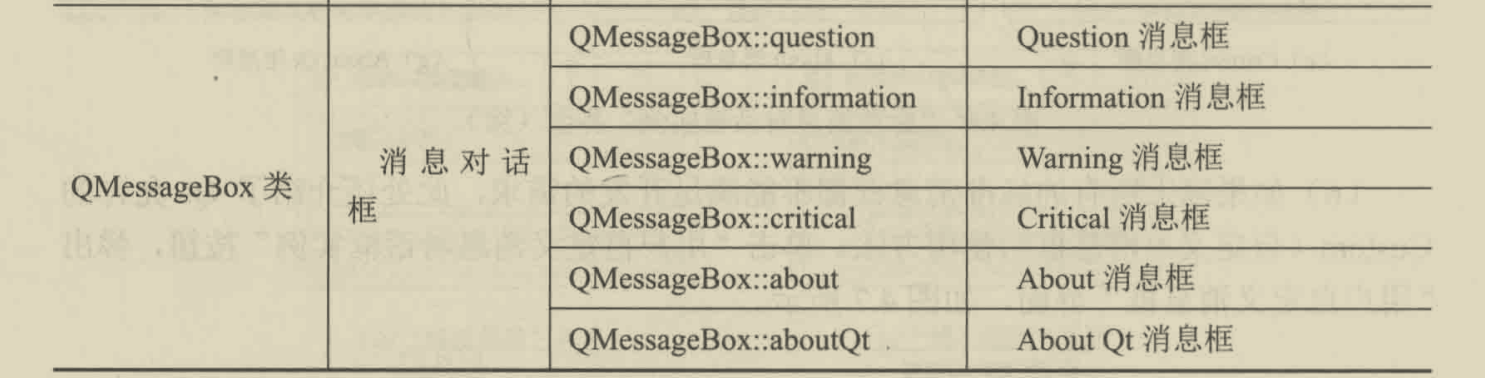 QMessageBox::question Question 消息框
QMessageBox::information Information 消息框
消息对话
QMessageBox::warning Warning 消息框
QMessageBox 类
框
QMessageBox::critical Critical 消息框
QMessageBox::about About 消息框
QMessageBox::aboutQt About Qt 消息框